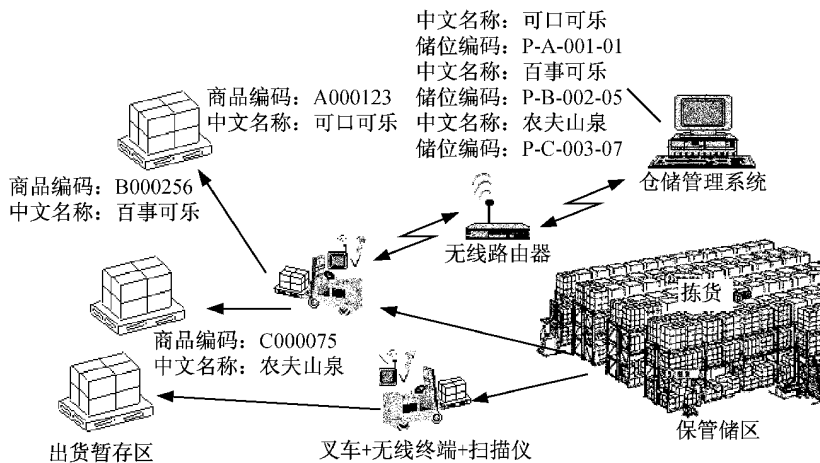 中文名称：可口可乐
储位编码：P-A-001-01
中文名称：百事可乐
储位编码：P-B-002-05
中文名称：农夫山泉
储位编码：P-C-003-07
商品编码：A000123
中文名称：可口可乐
仓储管理系统
商品编码：B000256
中文名称：百事可乐
无线路由器
拣货
商品编码：C000075
中文名称：农夫山泉
保管储区
出货暂存区
叉车+无线终端+扫描仪